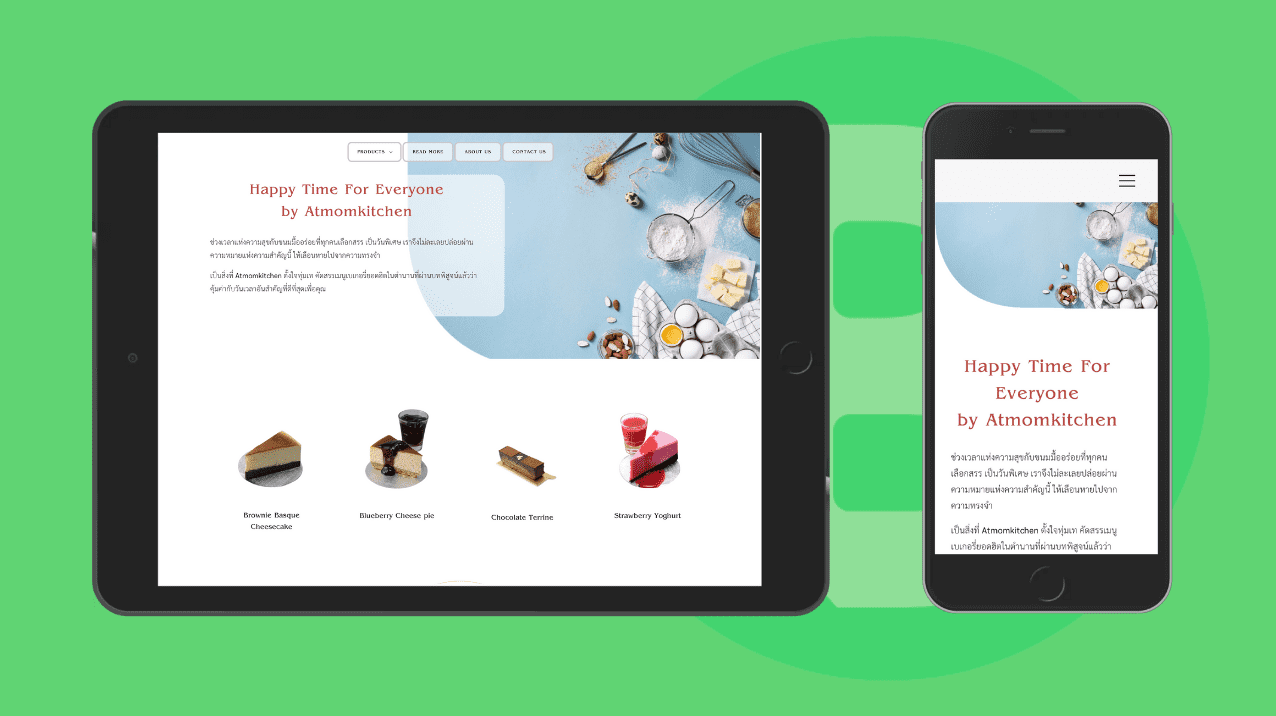 PRODUCTS
READ MORE
ABOUT US
CONTACT US
Happy Time For Everyone
by Atmomkitchen
ช่วงเวลาแห่งความสุขกับขนมมื้ออร่อยที่ทุกคนเลือกสรร เป็นวันพิเศษ เราจึงไม่ละเลยปล่อยผ่าน
ความหมายแห่งความสำคัญนี้ ให้เลือนหายไปจากความทรงจำ
เป็นสิ่งที่ Atmomkitchen ตั้งใจทุ่มเท คัดสรรเมนูเบเกอรี่ยอดฮิตในตำนานที่ผ่านบทพิสูจน์แล้วว่า
คุ้มค่ากับวันเวลาอันสำคัญที่ดีที่สุดเพื่อคุณ
Brownie Basque
Cheesecake
Blueberry Cheese pie
Chocolate Terrine
Strawberry Yoghurt
Happy Time For
Everyone
by Atmomkitchen
ช่วงเวลาแห่งความสุขกับขนมมื้ออร่อยที่ทุกคน
เลือกสรร เป็นวันพิเศษ เราจึงไม่ละเลยปล่อยผ่าน
ความหมายแห่งความสำคัญนี้ ให้เลือนหายไปจาก
ความทรงจำ
เป็นสิ่งที่ Atmomkitchen ตั้งใจทุ่มเท คัดสรรเมนู
เบเกอรี่ยอดฮิตในตำนานที่ผ่านบทพิสูจน์แล้วว่า